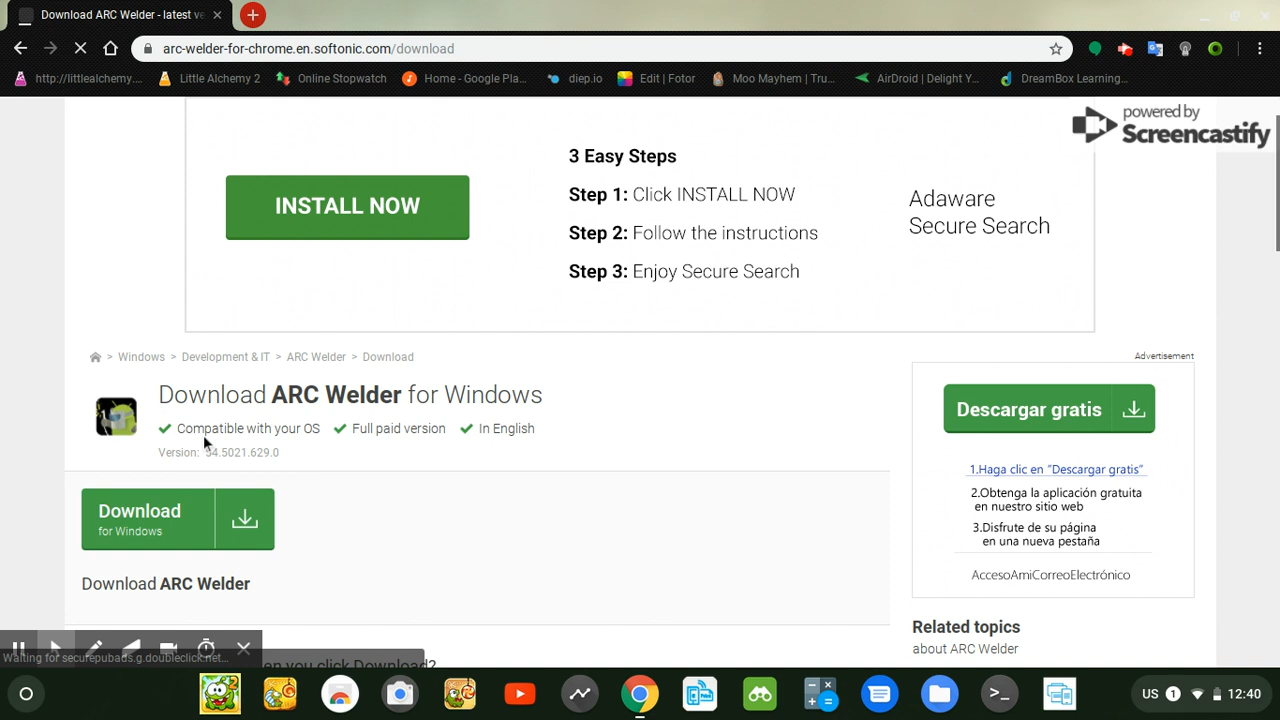 Download ARC Welder - latest ve
arc-welder-for-chrome.en.softonic.com/download
http://littlealchemy....
Little Alchemy 2
Online Stopwatch
Home - Google Pla...
diep.io
Edit | Fotor
Moo Mayhem | Tru...
AirDroid | Delight Y...
DreamBox Learning...
powered by
Screencastify
INSTALL NOW
3 Easy Steps
Step 1: Click INSTALL NOW
Step 2: Follow the instructions
Step 3: Enjoy Secure Search
Adaware
Secure Search
> Windows > Development & IT > ARC Welder > Download
Download ARC Welder for Windows
Compatible with your OS
Full paid version
In English
Version: 54.5021.629.0
Download
for Windows
Download ARC Welder
Advertisement
Descargar gratis
1.Haga clic en “Descargar gratis”
2.Obtenga la aplicación gratuita
en nuestro sitio web
3.Disfrute de su página
en una nueva pestaña
AccesoAmiCorreoElectrónico
Related topics
about ARC Welder
en you click Download?
Waiting for securepubads.g.doubleclick.net...
2
US 1 12:40